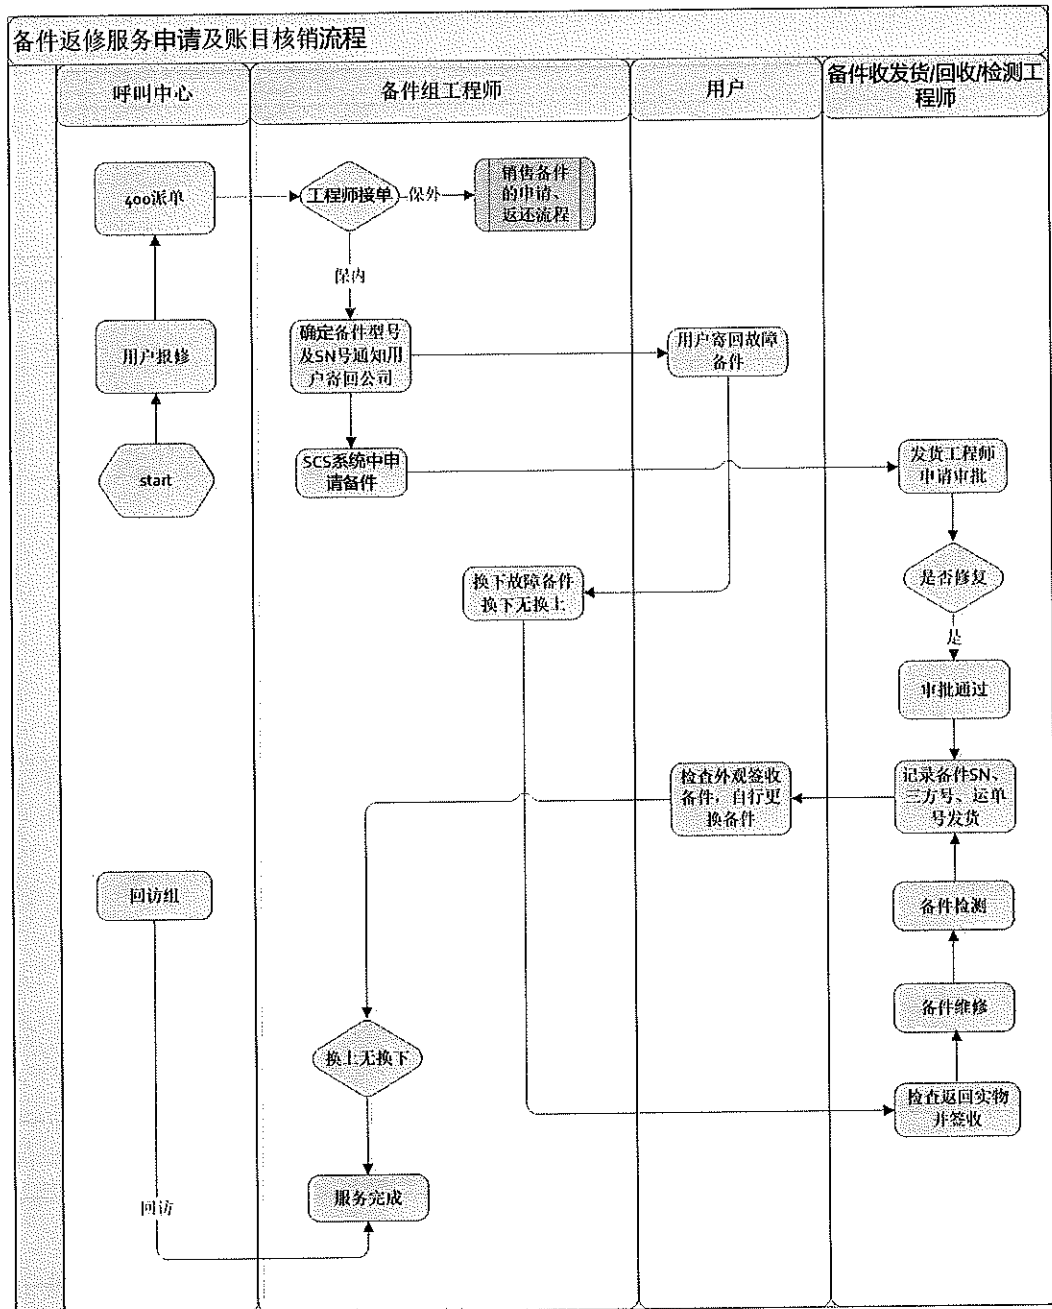 备件返修服务申请及账目核销流程
呼叫中心
备件组工程师
用户
备件收发货/回收/检测工
程师
400派单
工程师接单
保外
销售备件
的申请、
返还流程
保内
用户报修
确定备件型号
及SN号通知用
户寄回公司
用户寄回故障
备件
start
SCS系统中申
请备件
发货工程师
申请审批
换下故障备件
换下无换上
是否修复
是
审批通过
检查外观签收
备件，自行更
换备件
记录备件SN、
三方号、运单
号发货
回访组
备件检测
备件维修
换上无换下
检查返回实物
并签收
服务完成
回访